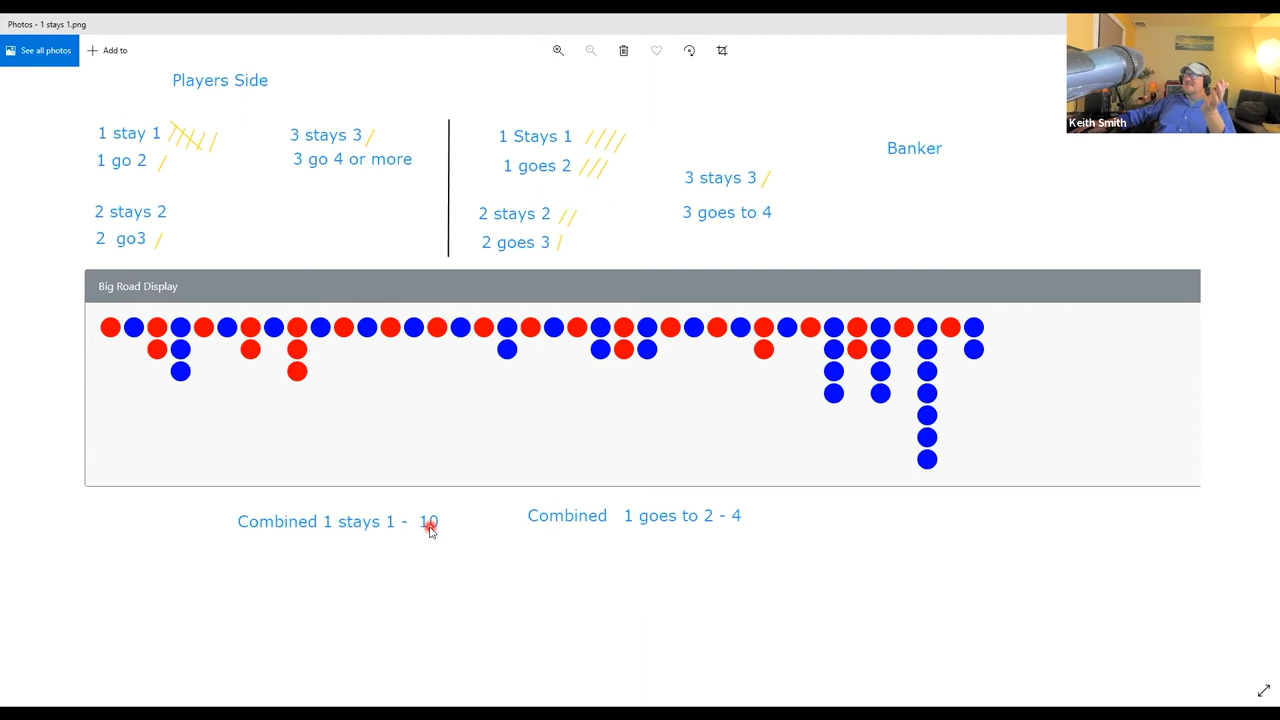 Photos - 1 stays 1.png
See all photos
Add to
Keith Smith
Players Side
1 stay 1
1 go 2
3 stays 3
3 go 4 or more
2 stays 2
2 go3
1 Stays 1
1 goes 2
2 stays 2
2 goes 3
Banker
3 stays 3
3 goes to 4
Big Road Display
Combined 1 stays 1 - 10
Combined 1 goes to 2 - 4